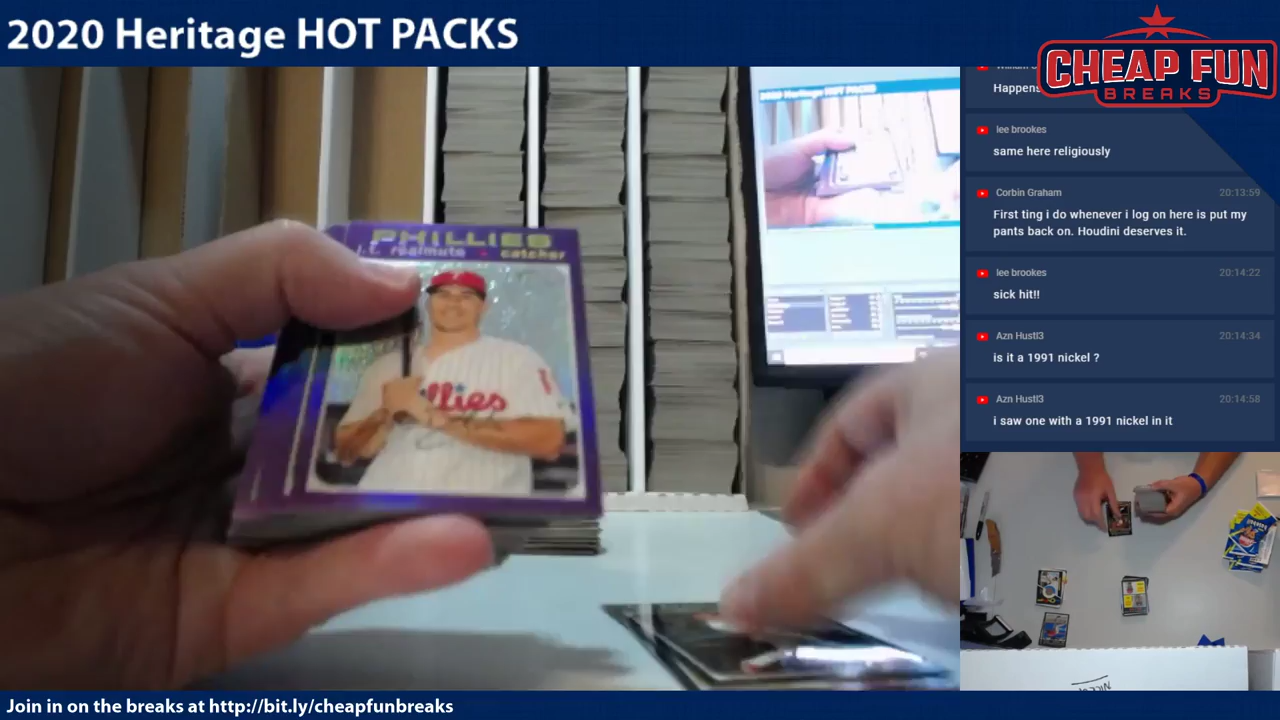 2020 Heritage HOT PACKS
CHEAP FUN
BREAKS
Happens
lee brookes
same here religiously
Corbin Graham 20:13:59
First ting i do whenever i log on here is put my
pants back on. Houdini deserves it.
lee brookes 20:14:22
sick hit!!
Azn Hustl3 20:14:34
is it a 1991 nickel ?
Azn Hustl3 20:14:58
i saw one with a 1991 nickel in it
2020 Heritage HOT PACKS
PHILLIES
j.t. realmuto • catcher
Phillies
Join in on the breaks at http://bit.ly/cheapfunbreaks